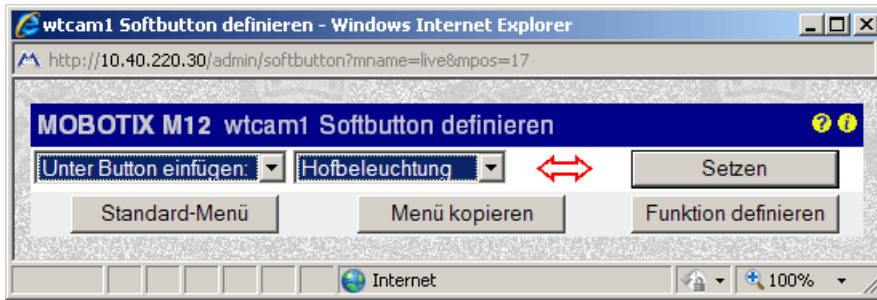 wtcam1 Softbutton definieren - Windows Internet Explorer
http://10.40.220.30/admin/softbutton?mname=live&mpos=17
MOBOTIX M12 wtcam1 Softbutton definieren ? i
Unter Button einfügen: Hofbeleuchtung Setzen
Standard-Menü Menü kopieren Funktion definieren
Internet 100%